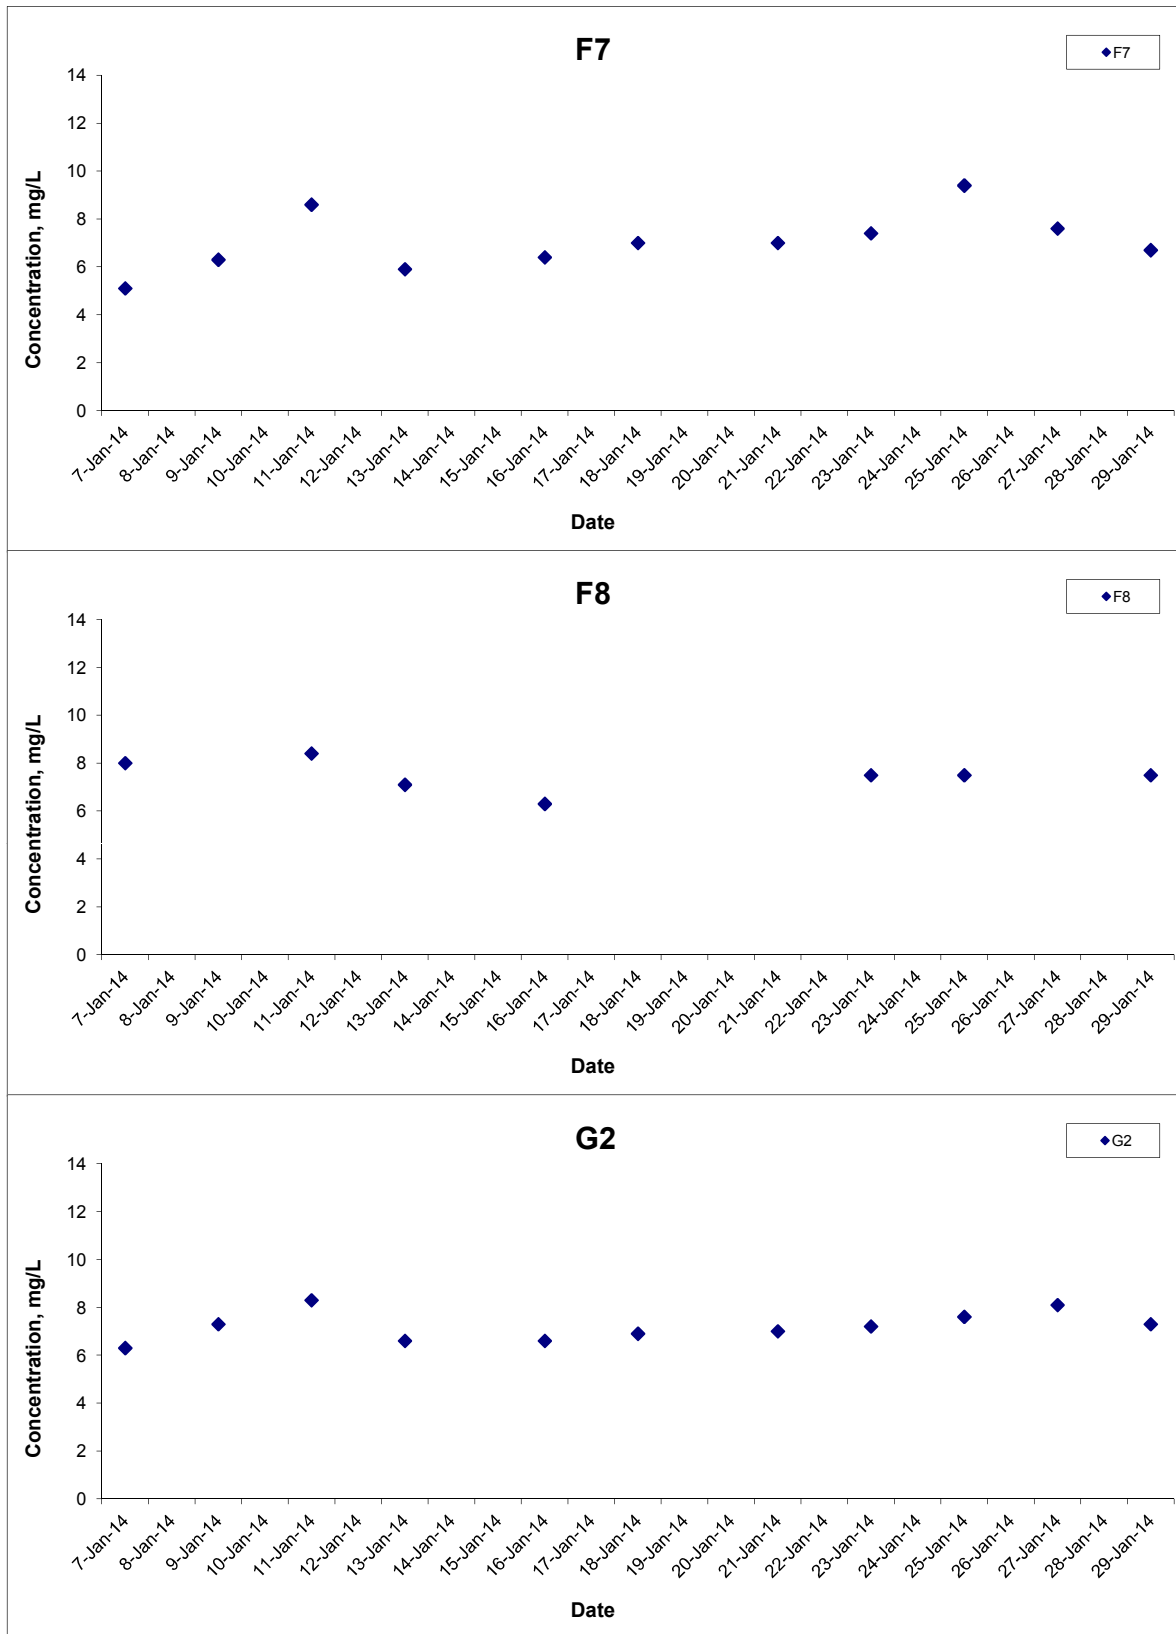 F7
F7
14
12
10
8
6
4
2
0
Concentration, mg/L
7-Jan-14
8-Jan-14
9-Jan-14
10-Jan-14
11-Jan-14
12-Jan-14
13-Jan-14
14-Jan-14
15-Jan-14
16-Jan-14
17-Jan-14
18-Jan-14
19-Jan-14
20-Jan-14
21-Jan-14
22-Jan-14
23-Jan-14
24-Jan-14
25-Jan-14
26-Jan-14
27-Jan-14
28-Jan-14
29-Jan-14
Date
F8
F8
14
12
10
8
6
4
2
0
Concentration, mg/L
7-Jan-14
8-Jan-14
9-Jan-14
10-Jan-14
11-Jan-14
12-Jan-14
13-Jan-14
14-Jan-14
15-Jan-14
16-Jan-14
17-Jan-14
18-Jan-14
19-Jan-14
20-Jan-14
21-Jan-14
22-Jan-14
23-Jan-14
24-Jan-14
25-Jan-14
26-Jan-14
27-Jan-14
28-Jan-14
29-Jan-14
Date
G2
G2
14
12
10
8
6
4
2
0
Concentration, mg/L
7-Jan-14
8-Jan-14
9-Jan-14
10-Jan-14
11-Jan-14
12-Jan-14
13-Jan-14
14-Jan-14
15-Jan-14
16-Jan-14
17-Jan-14
18-Jan-14
19-Jan-14
20-Jan-14
21-Jan-14
22-Jan-14
23-Jan-14
24-Jan-14
25-Jan-14
26-Jan-14
27-Jan-14
28-Jan-14
29-Jan-14
Date